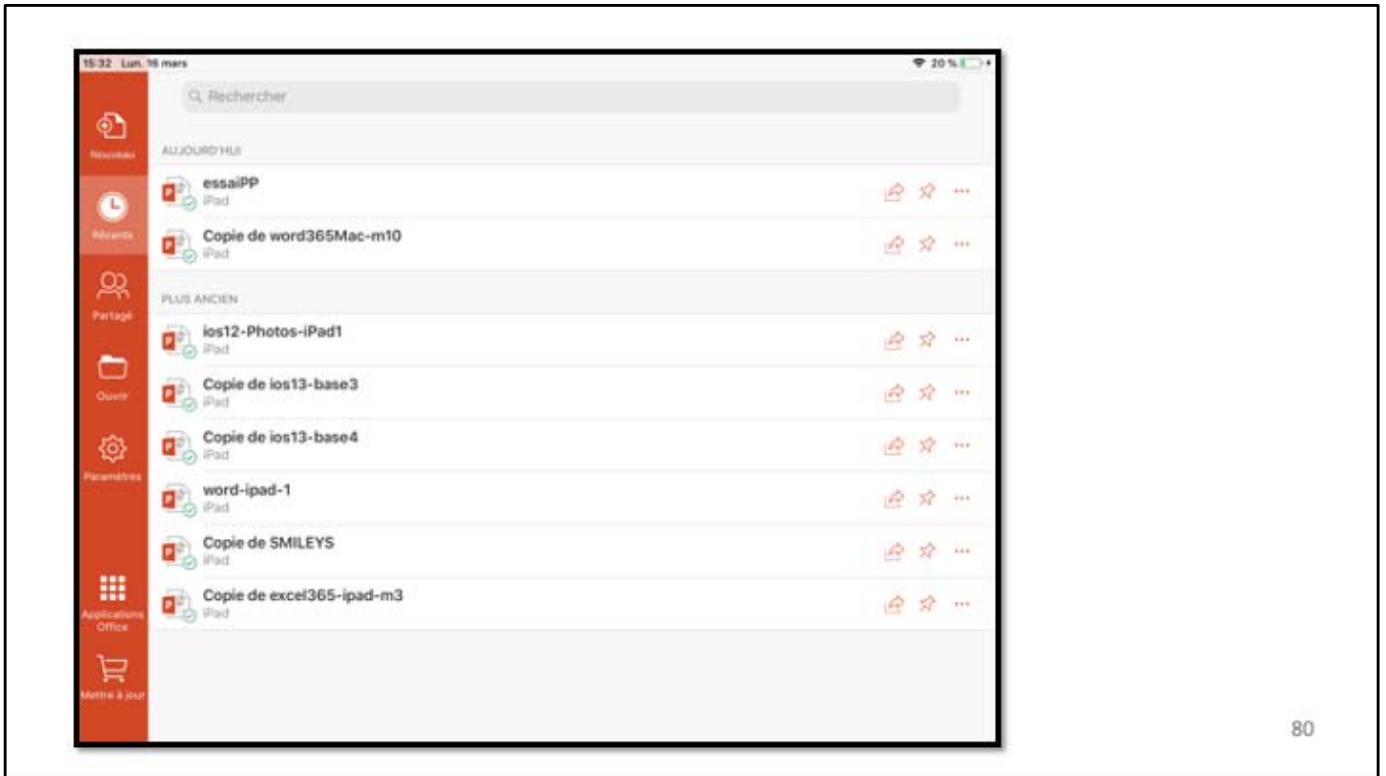 15:32 Lun. 16 mars
20 %
Rechercher
Nouveau
Récents
Partagé
Ouvrir
Paramètres
Applications
Office
Mettre à jour
AUJOURD'HUI
essaiPP
iPad
Copie de word365Mac-m10
iPad
PLUS ANCIEN
ios12-Photos-iPad1
iPad
Copie de ios13-base3
iPad
Copie de ios13-base4
iPad
word-ipad-1
iPad
Copie de SMILEYS
iPad
Copie de excel365-ipad-m3
iPad
80